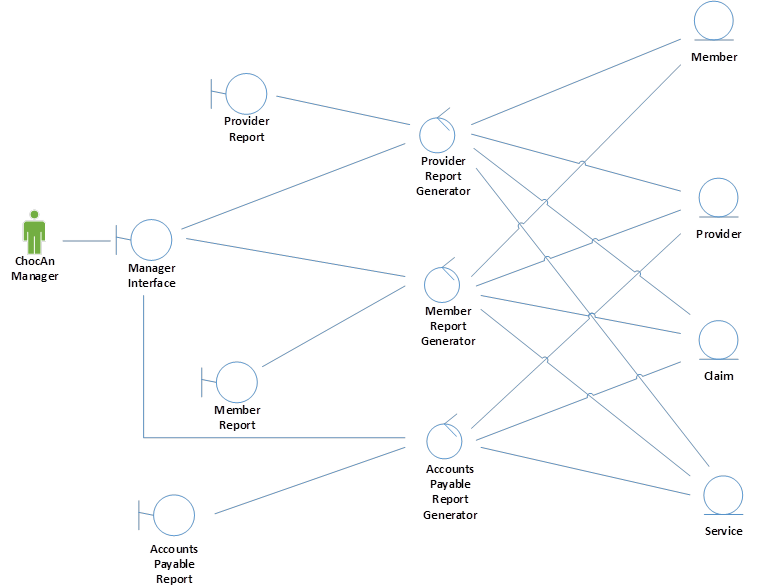 Member
Provider
Report
Provider
Report
Generator
Provider
ChocAn
Manager
Manager
Interface
Member
Report
Generator
Claim
Member
Report
Accounts
Payable
Report
Generator
Service
Accounts
Payable
Report